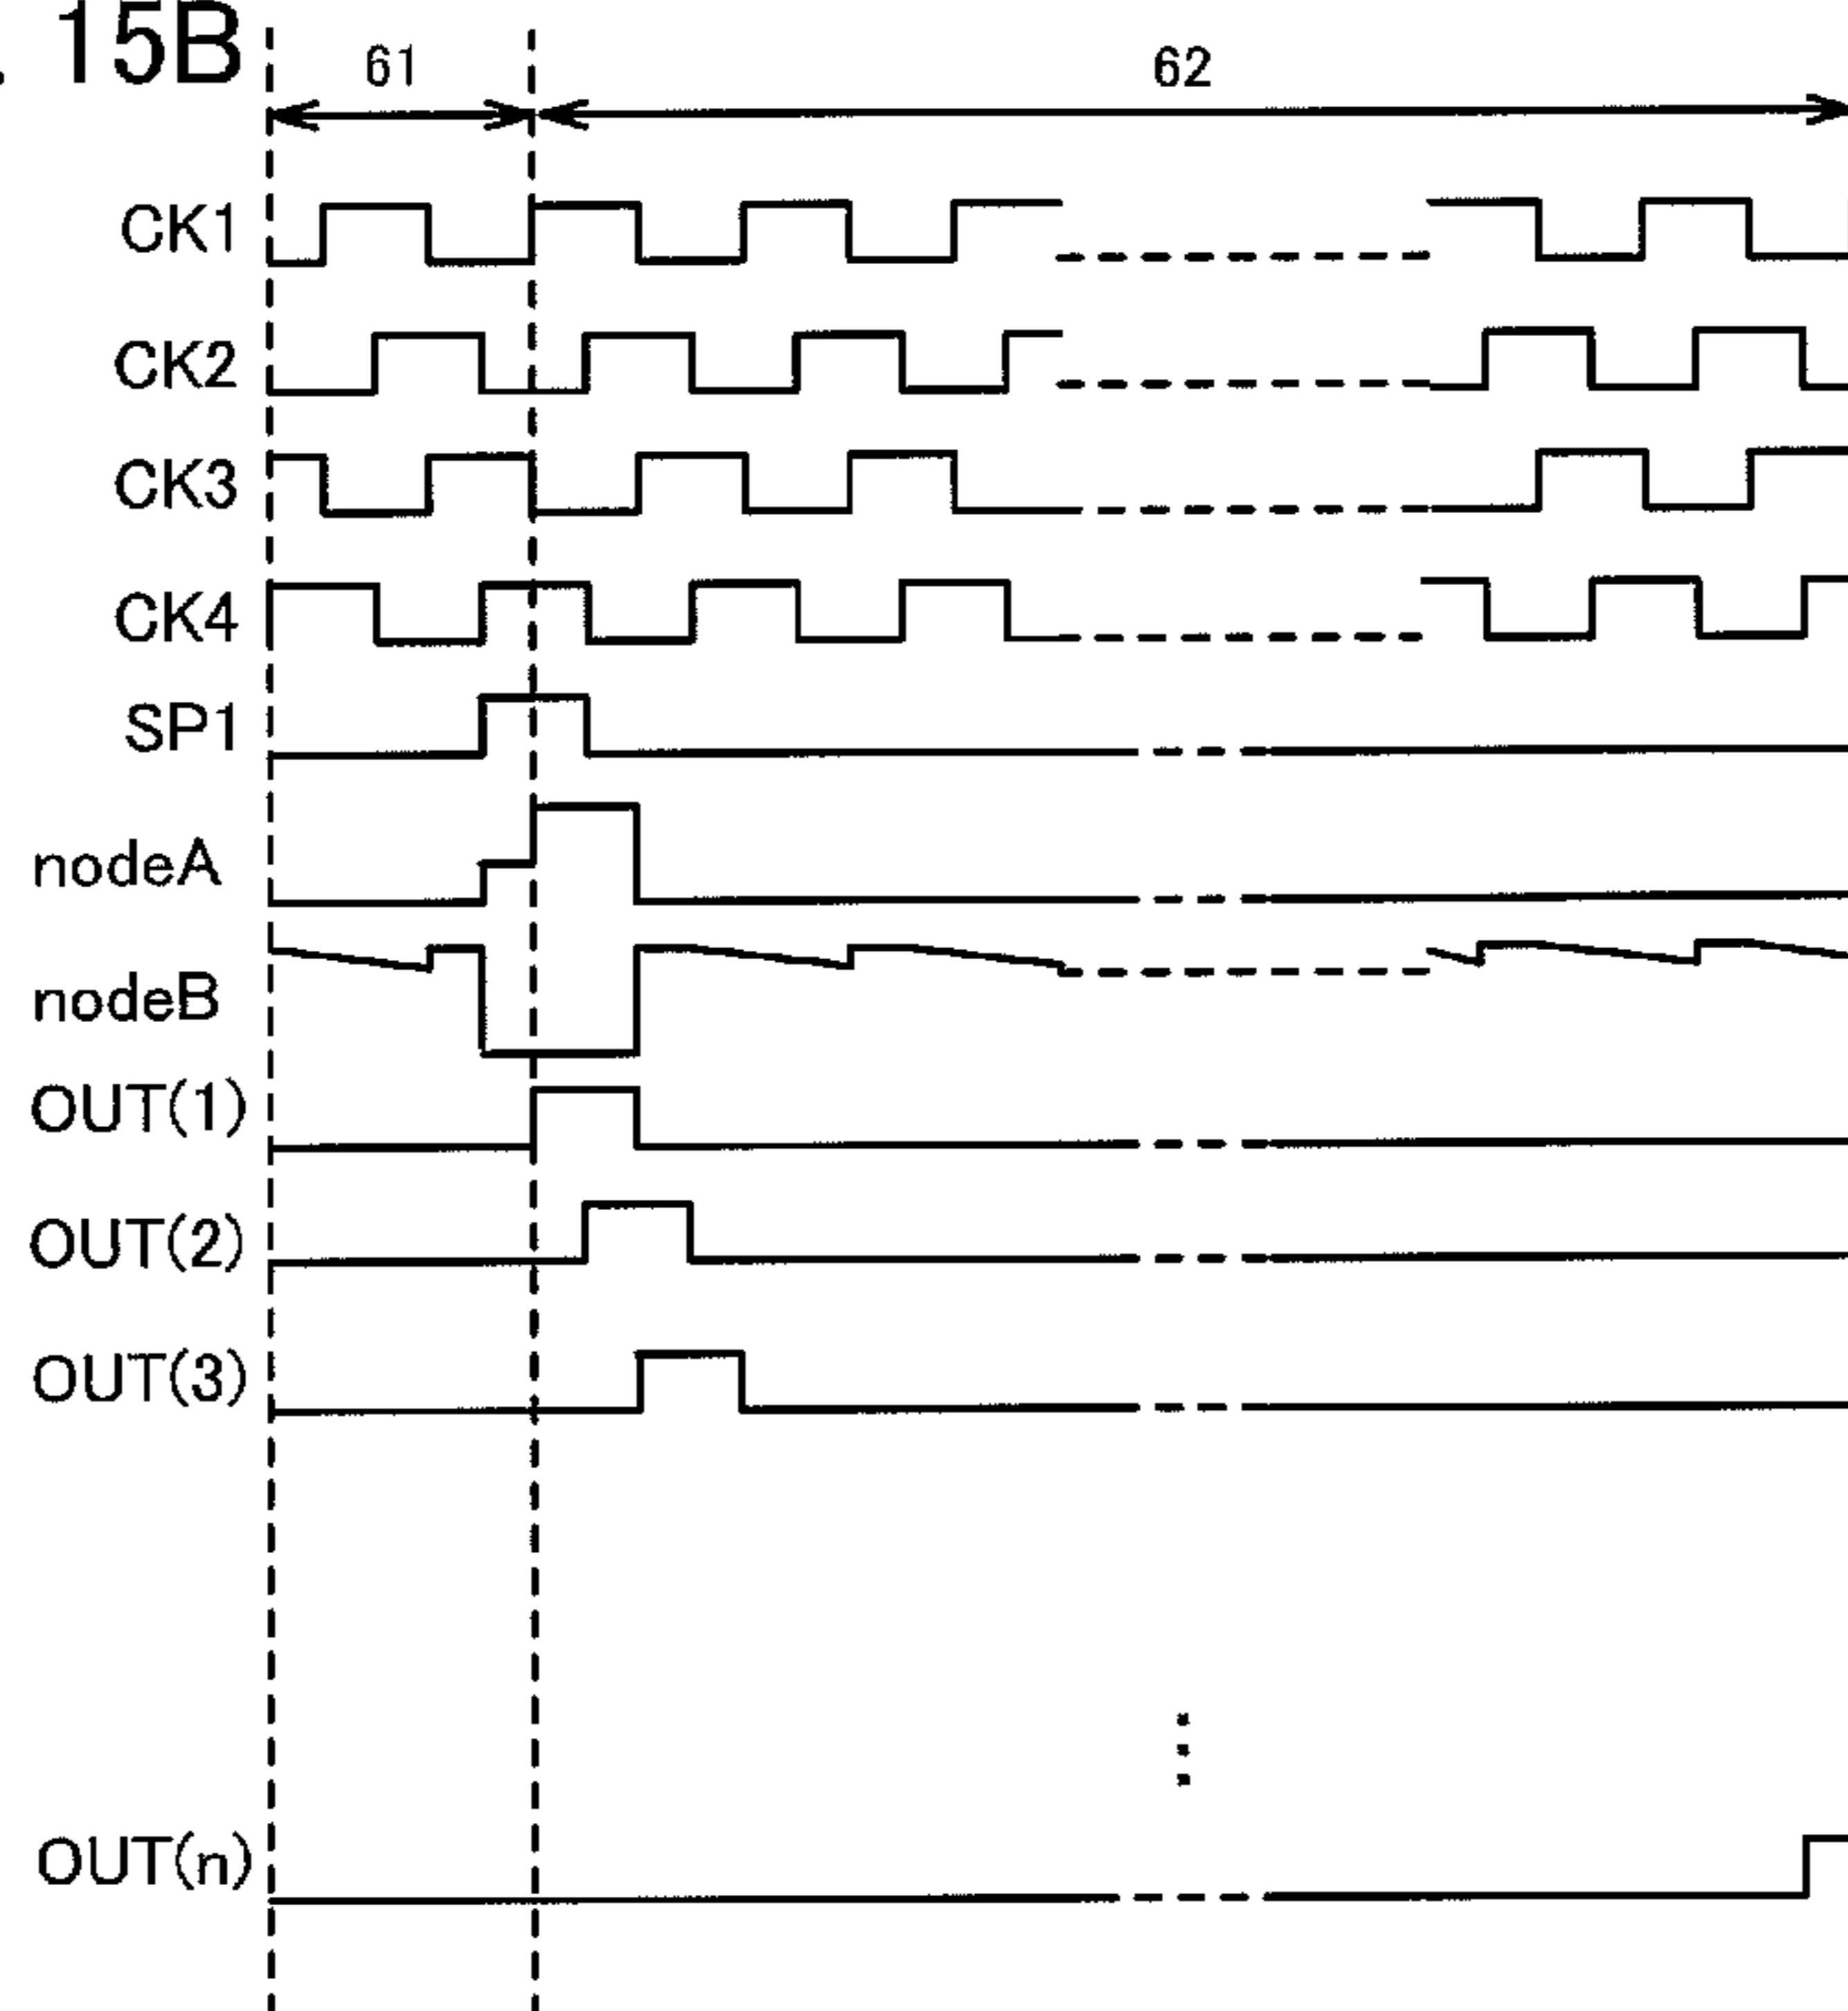 . 15B
61
62
CK1
CK2
CK3
CK4
SP1
nodeA
nodeB
OUT(1)
OUT(2)
OUT(3)
OUT(n)